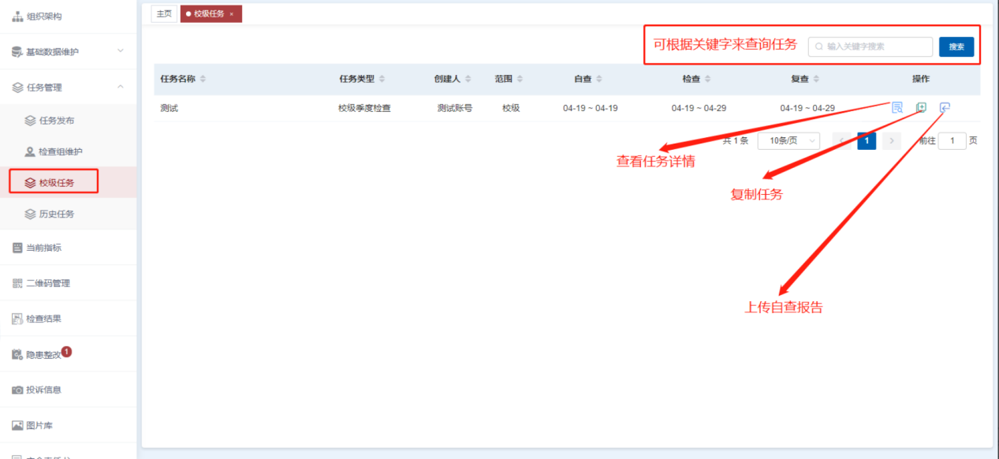 组织架构
基础数据维护
任务管理
任务发布
检查组维护
校级任务
历史任务
当前指标
二维码管理
检查结果
隐患整改 1
投诉信息
图片库
主页 校级任务 ×
可根据关键字来查询任务 输入关键字搜索 搜索
任务名称 任务类型 创建人 范围 自查 检查 复查 操作
测试 校级季度检查 测试账号 校级 04-19 ~ 04-19 04-19 ~ 04-29 04-19 ~ 04-29
共 1 条 10条/页 < 1 > 前往 1 页
查看任务详情
复制任务
上传自查报告